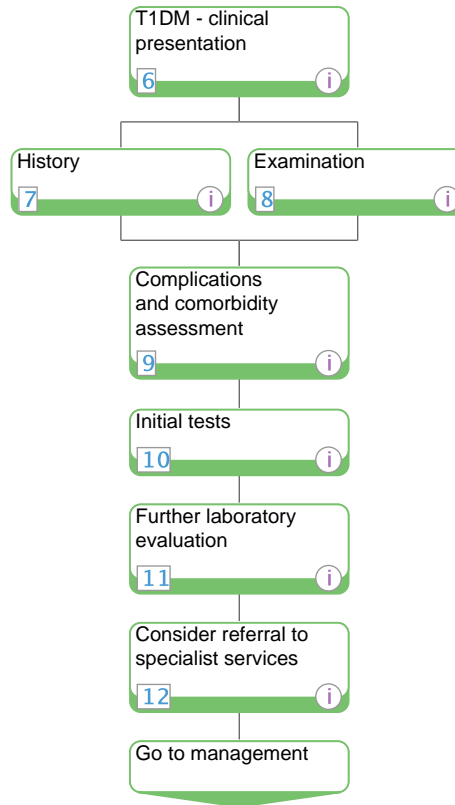 T1DM - clinical
presentation
6
i
History
7
i
Examination
8
i
Complications
and comorbidity
assessment
9
i
Initial tests
10
i
Further laboratory
evaluation
11
i
Consider referral to
specialist services
12
i
Go to management